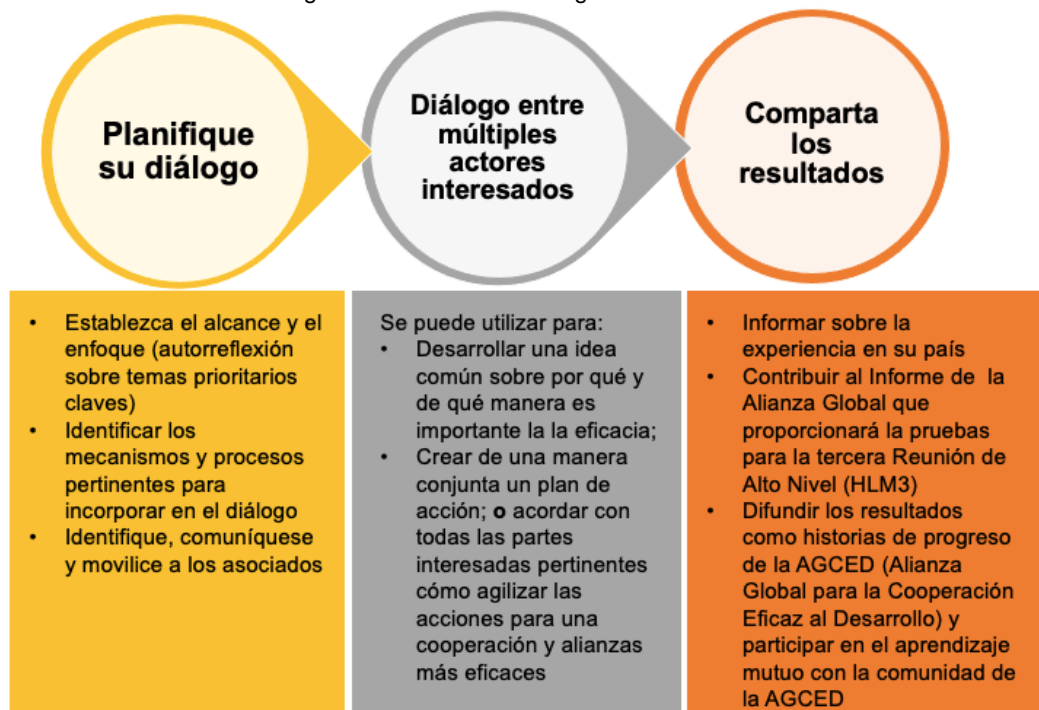 Planifique
su diálogo
Diálogo entre
múltiples
actores
interesados
Comparta
los
resultados
• Establezca el alcance y el
enfoque (autorreflexión
sobre temas prioritarios
claves)
• Identificar los
mecanismos y procesos
pertinentes para
incorporar en el diálogo
• Identifique, comuníquese
y movilice a los asociados
Se puede utilizar para:
• Desarrollar una idea
común sobre por qué y
de qué manera es
importante la la eficacia;
• Crear de una manera
conjunta un plan de
acción; o acordar con
todas las partes
interesadas pertinentes
cómo agilizar las
acciones para una
cooperación y alianzas
más eficaces
• Informar sobre la
experiencia en su país
• Contribuir al Informe de la
Alianza Global que
proporcionará la pruebas
para la tercera Reunión de
Alto Nivel (HLM3)
• Difundir los resultados
como historias de progreso
de la AGCED (Alianza
Global para la Cooperación
Eficaz al Desarrollo) y
participar en el aprendizaje
mutuo con la comunidad de
la AGCED